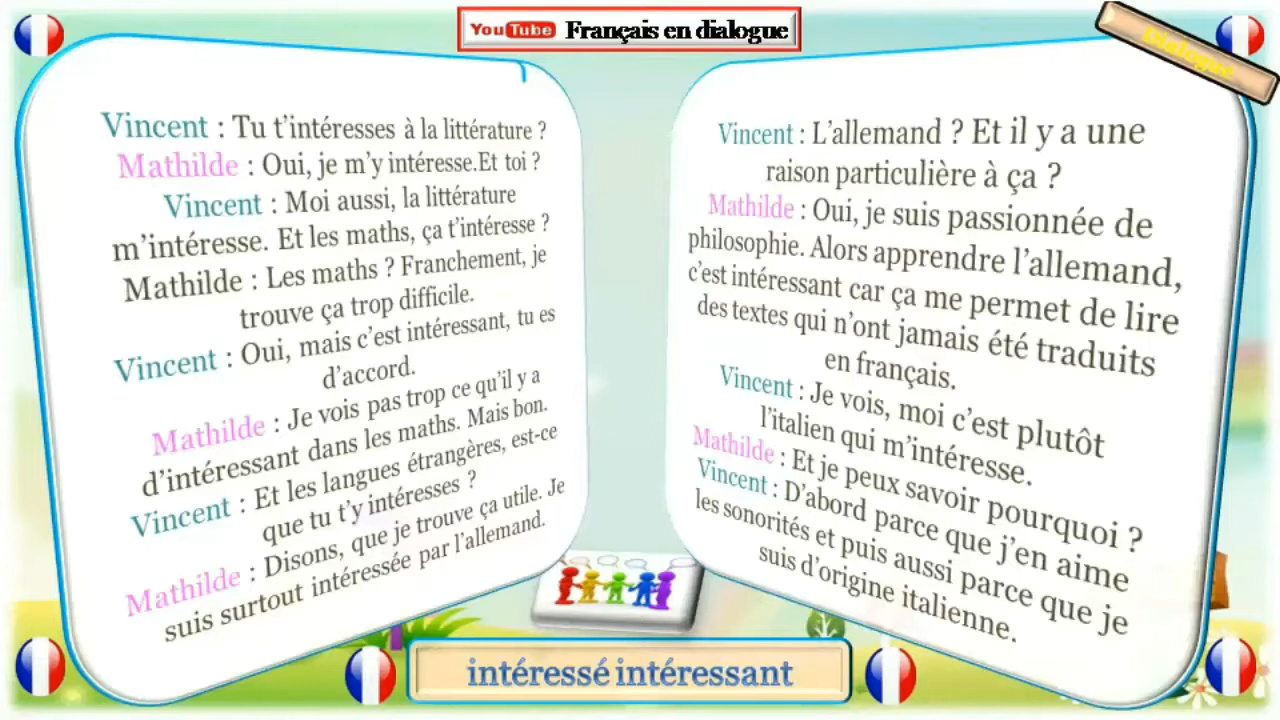 YouTube Français en dialogue
Dialogue
Vincent : Tu t'intéresses à la littérature ?
Mathilde : Oui, je m'y intéresse.Et toi ?
Vincent : Moi aussi, la littérature
m'intéresse. Et les maths, ça t'intéresse ?
Mathilde : Les maths ? Franchement, je
trouve ça trop difficile.
Vincent : Oui, mais c'est intéressant, tu es
d'accord.
Mathilde : Je vois pas trop ce qu'il y a
d'intéressant dans les maths. Mais bon.
Vincent : Et les langues étrangères, est-ce
que tu t'y intéresses ?
Mathilde : Disons, que je trouve ça utile. Je
suis surtout intéressée par l'allemand.
Vincent : L'allemand ? Et il y a une
raison particulière à ça ?
Mathilde : Oui, je suis passionnée de
philosophie. Alors apprendre l'allemand,
c'est intéressant car ça me permet de lire
des textes qui n'ont jamais été traduits
en français.
Vincent : Je vois, moi c'est plutôt
l'italien qui m'intéresse.
Mathilde : Et je peux savoir pourquoi ?
Vincent : D'abord parce que j'en aime
les sonorités et puis aussi parce que je
suis d'origine italienne.
intéressé intéressant